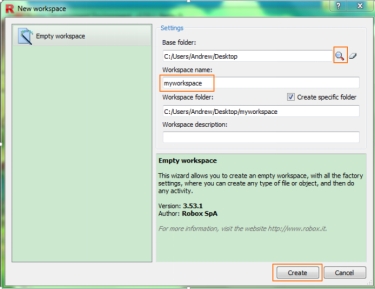 New workspace
Empty workspace
Settings
Base folder:
C:/Users/Andrew/Desktop
Workspace name:
myworkspace
Workspace folder:
Create specific folder
C:/Users/Andrew/Desktop/myworkspace
Workspace description:
Empty workspace
This wizard allows you to create an empty workspace, with all the factory
settings, where you can create any type of file or object, and then do
any activity.
Version: 3.53.1
Author: Robox SpA
For more information, visit the website http://www.robox.it.
Create
Cancel